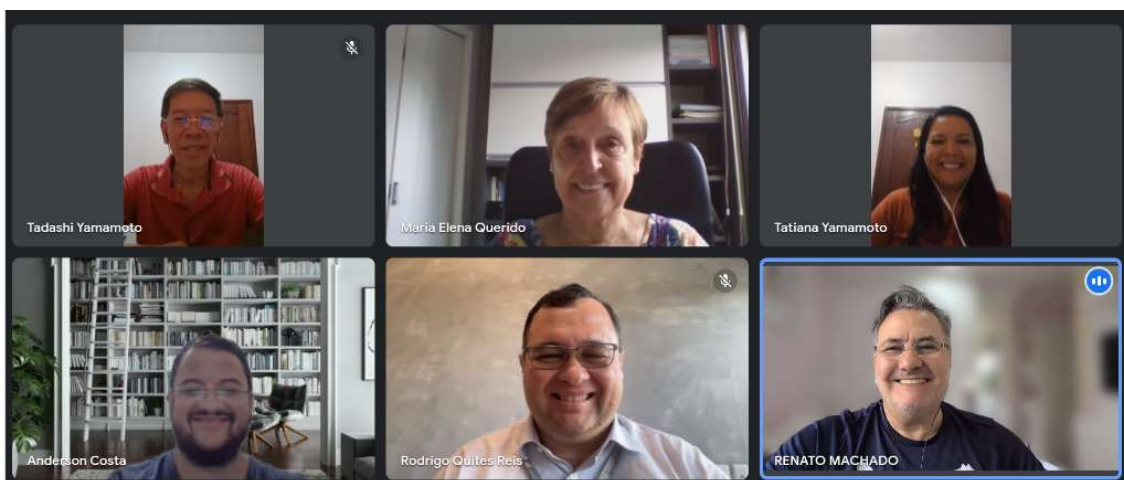 Tadashi Yamamoto
Maria Elena Querido
Tatiana Yamamoto
Anderson Costa
Rodrigo Quites Reis
RENATO MACHADO